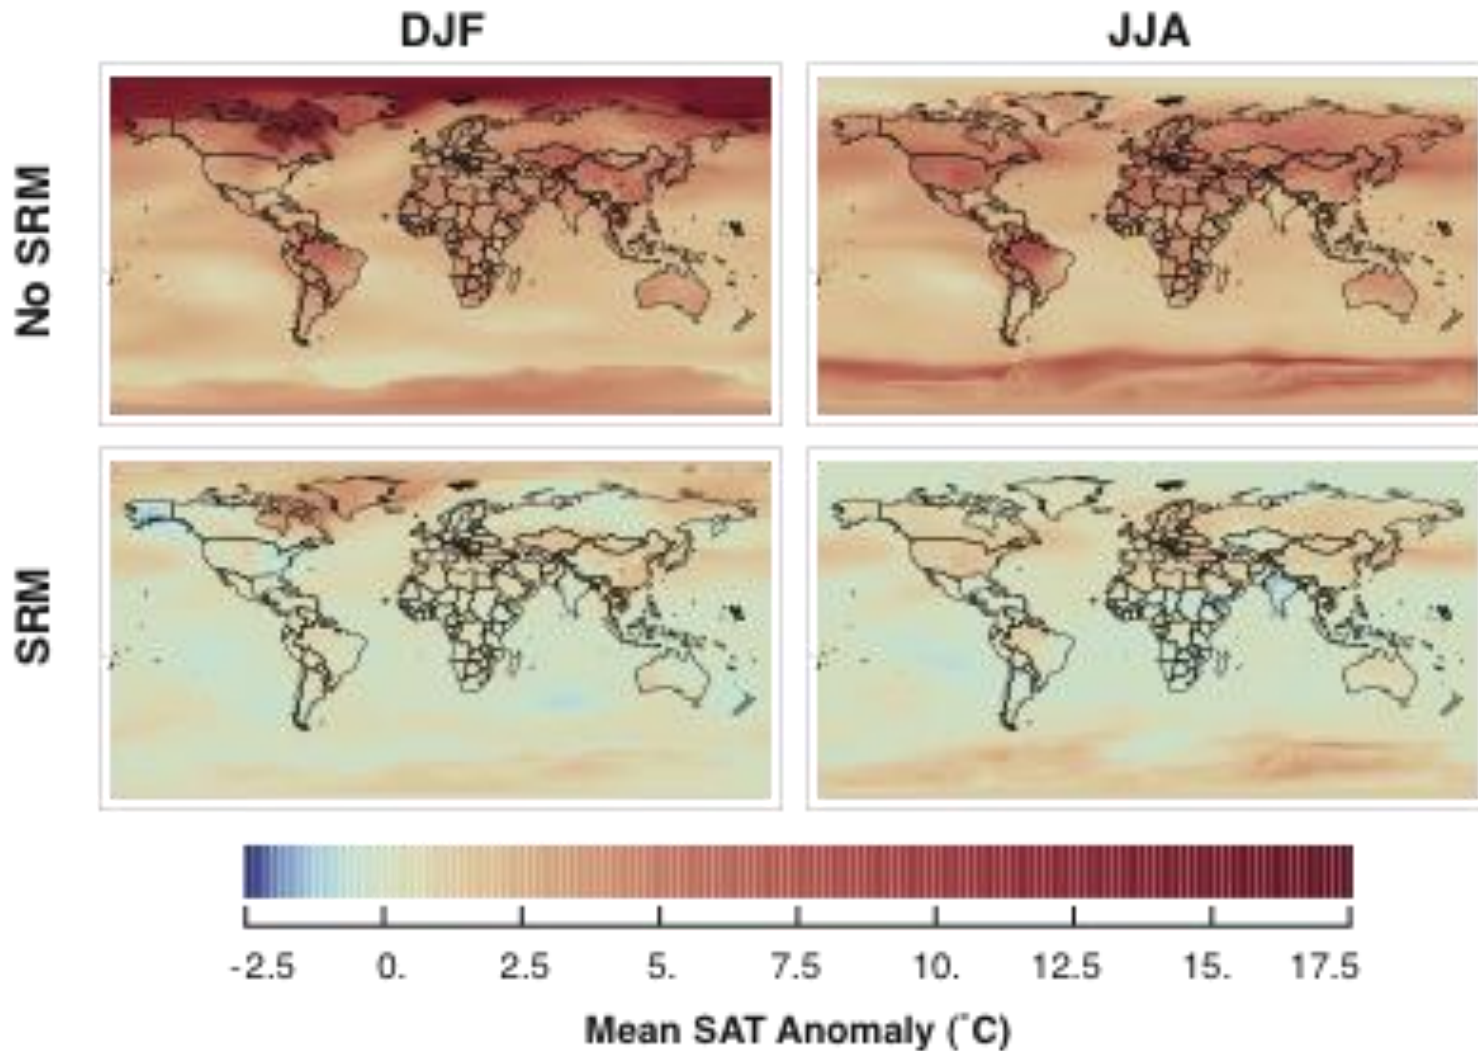 DJF
JJA
No SRM
SRM
-2.5 0. 2.5 5. 7.5 10. 12.5 15. 17.5
Mean SAT Anomaly (˚C)